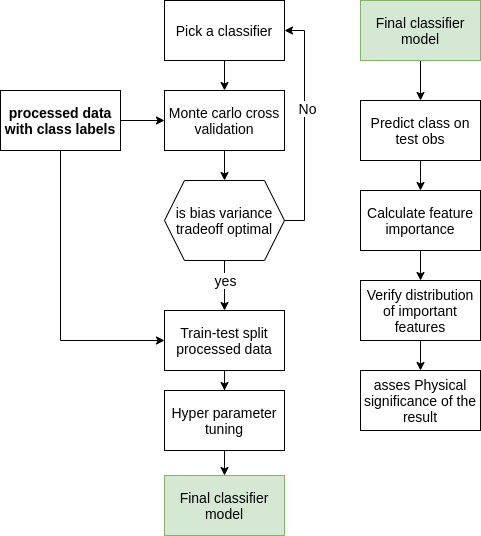 Pick a classifier
No
processed data
with class labels
Monte carlo cross
validation
is bias variance
tradeoff optimal
yes
Train-test split
processed data
Hyper parameter
tuning
Final classifier
model
Final classifier
model
Predict class on
test obs
Calculate feature
importance
Verify distribution
of important
features
asses Physical
significance of the
result